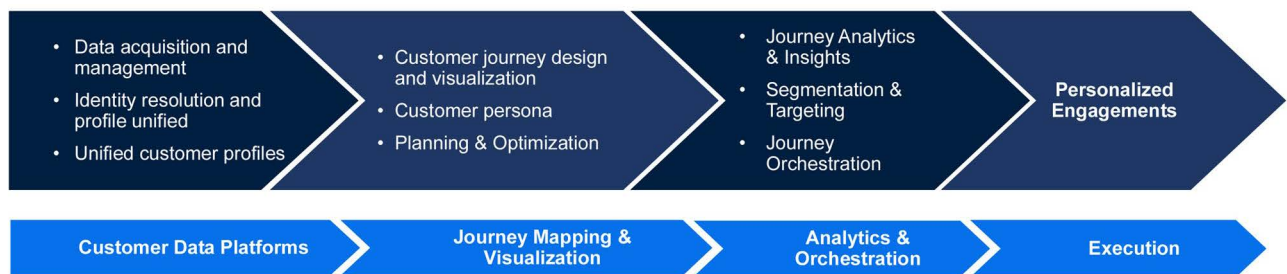 • Data acquisition and
management
• Identity resolution and
profile unified
• Unified customer profiles
• Customer journey design
and visualization
• Customer persona
• Planning & Optimization
• Journey Analytics
& Insights
• Segmentation &
Targeting
• Journey
Orchestration
Personalized
Engagements
Customer Data Platforms
Journey Mapping &
Visualization
Analytics &
Orchestration
Execution